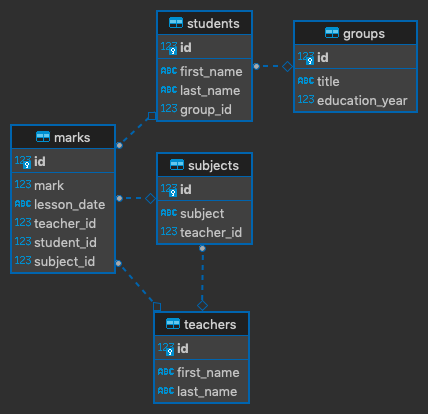 students
123 id
ABC first_name
ABC last_name
123 group_id
groups
123 id
ABC title
123 education_year
marks
123 id
123 mark
ABC lesson_date
123 teacher_id
123 student_id
123 subject_id
subjects
123 id
ABC subject
123 teacher_id
teachers
123 id
ABC first_name
ABC last_name